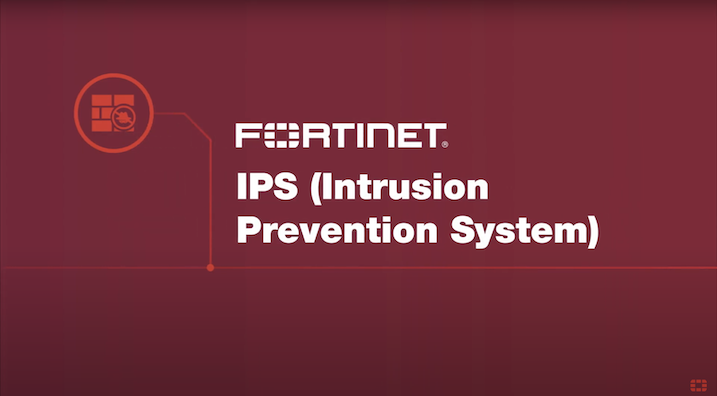 FORTINET®
IPS (Intrusion
Prevention System)